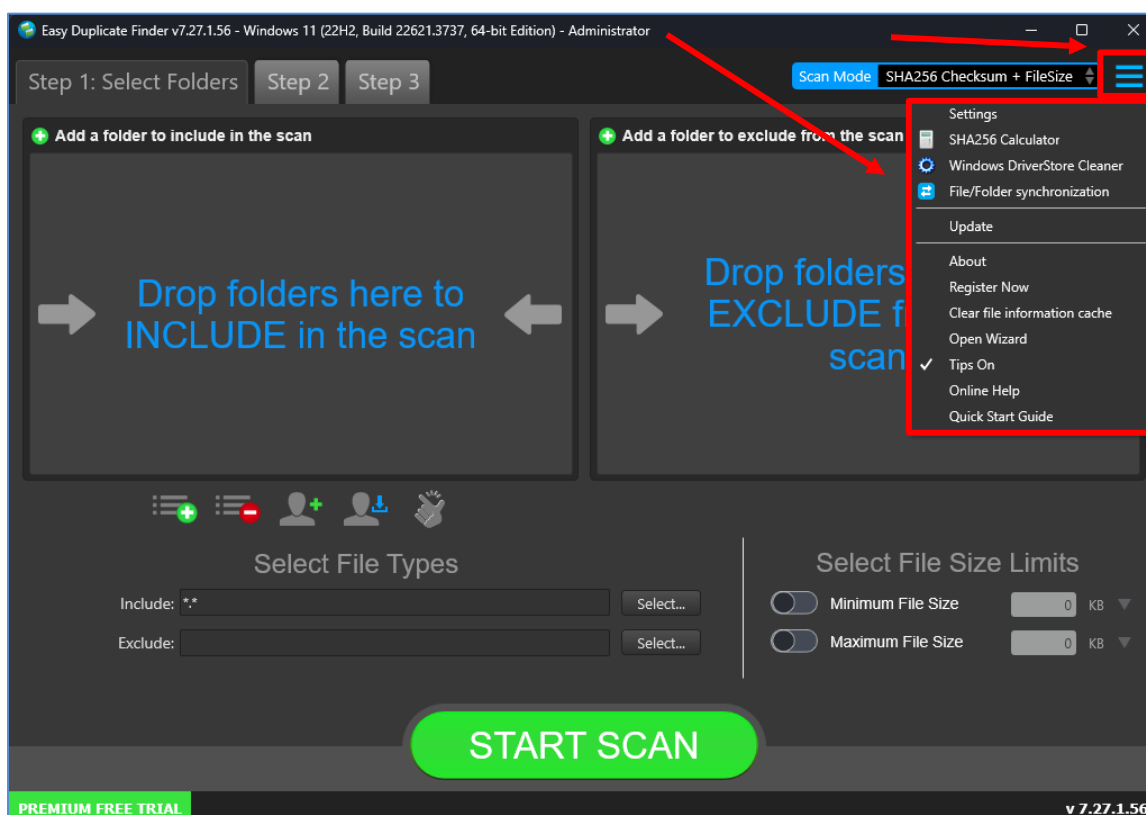 Easy Duplicate Finder v7.27.1.56 - Windows 11 (22H2, Build 22621.3737, 64-bit Edition) - Administrator
Step 1: Select Folders Step 2 Step 3
Scan Mode SHA256 Checksum + FileSize
Add a folder to include in the scan
Drop folders here to
INCLUDE in the scan
Add a folder to exclude from the scan
Drop folders
EXCLUDE f
scan
Settings
SHA256 Calculator
Windows DriverStore Cleaner
File/Folder synchronization
Update
About
Register Now
Clear file information cache
Open Wizard
Tips On
Online Help
Quick Start Guide
Select File Types
Include: *.* Select...
Exclude: Select...
Select File Size Limits
Minimum File Size 0 KB
Maximum File Size 0 KB
START SCAN
PREMIUM FREE TRIAL
v 7.27.1.56